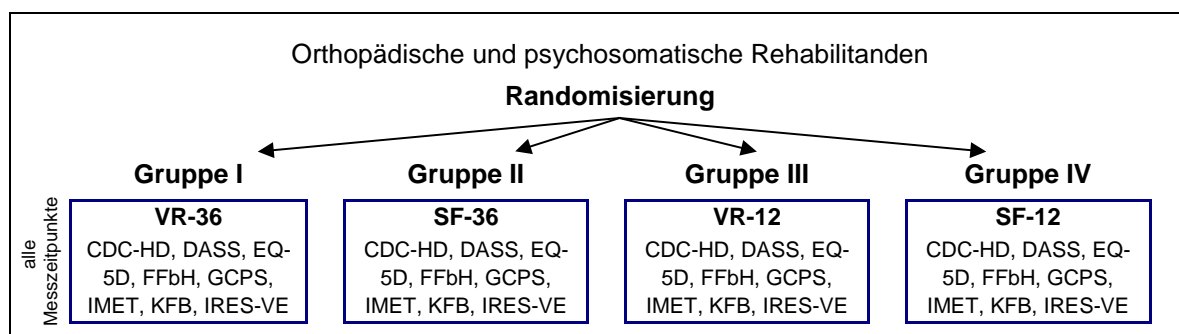 Orthopädische und psychosomatische Rehabilitanden
Randomisierung
Gruppe I
Gruppe II
Gruppe III
Gruppe IV
alle
Messzeitpunkte
VR-36
CDC-HD, DASS, EQ-
5D, FFbH, GCPS,
IMET, KFB, IRES-VE
SF-36
CDC-HD, DASS, EQ-
5D, FFbH, GCPS,
IMET, KFB, IRES-VE
VR-12
CDC-HD, DASS, EQ-
5D, FFbH, GCPS,
IMET, KFB, IRES-VE
SF-12
CDC-HD, DASS, EQ-
5D, FFbH, GCPS,
IMET, KFB, IRES-VE